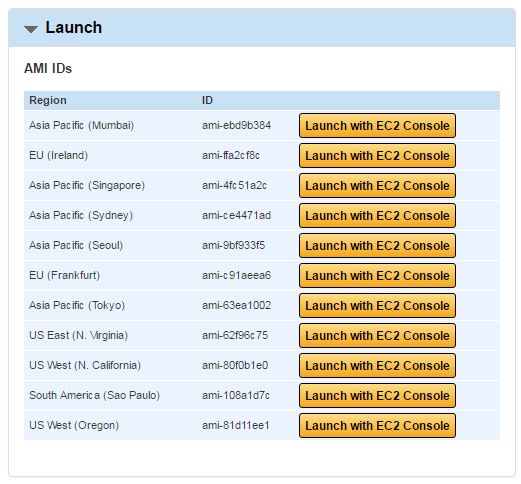 Launch
AMI IDs
Region ID
Asia Pacific (Mumbai) ami-ebd9b384 Launch with EC2 Console
EU (Ireland) ami-ffa2cf8c Launch with EC2 Console
Asia Pacific (Singapore) ami-4fc51a2c Launch with EC2 Console
Asia Pacific (Sydney) ami-ce4471ad Launch with EC2 Console
Asia Pacific (Seoul) ami-9bf933f5 Launch with EC2 Console
EU (Frankfurt) ami-c91aeea6 Launch with EC2 Console
Asia Pacific (Tokyo) ami-63ea1002 Launch with EC2 Console
US East (N. Virginia) ami-62f96c75 Launch with EC2 Console
US West (N. California) ami-80f0b1e0 Launch with EC2 Console
South America (Sao Paulo) ami-108a1d7c Launch with EC2 Console
US West (Oregon) ami-81d11ee1 Launch with EC2 Console